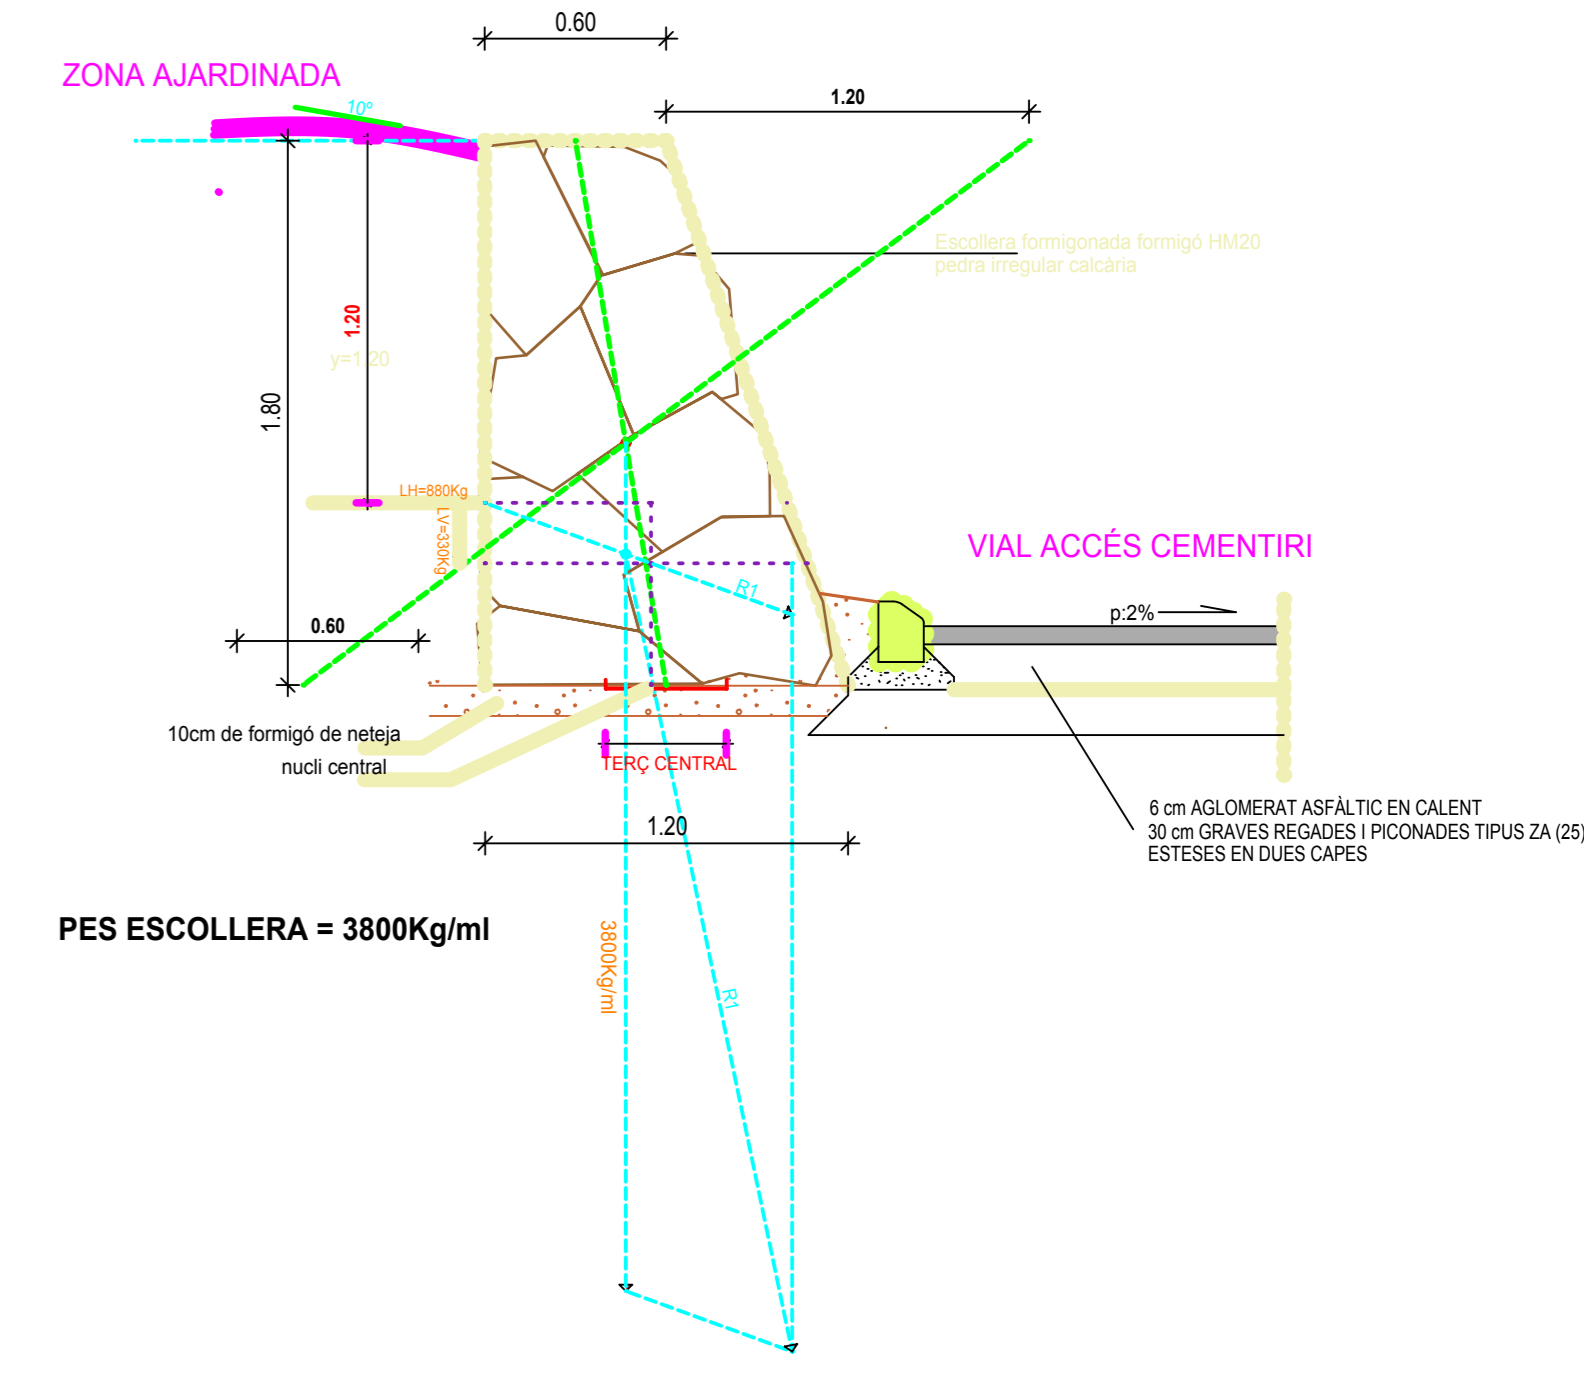 0.60
ZONA AJARDINADA
10º
1.20
Escollera formigonada formigó HM20
pedra irregular calcària
1.20
y=1.20
1.80
LH=880Kg
LV=330Kg
VIAL ACCÉS CEMENTIRI
R1
p:2%
0.60
10cm de formigó de neteja
nucli central
TERÇ CENTRAL
6 cm AGLOMERAT ASFÀLTIC EN CALENT
30 cm GRAVES REGADES I PICONADES TIPUS ZA (25)
ESTESES EN DUES CAPES
1.20
PES ESCOLLERA = 3800Kg/ml
3800Kg/ml
R1